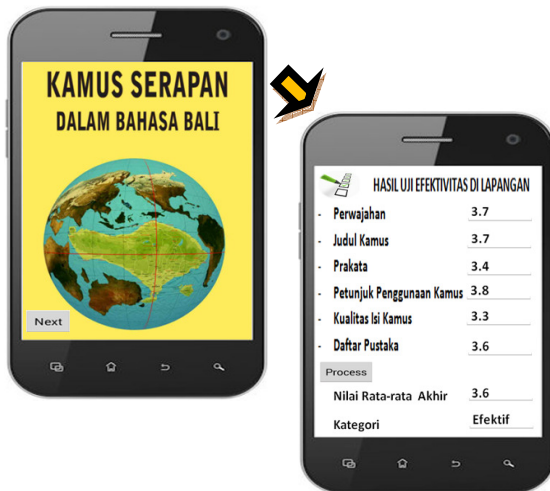 KAMUS SERAPAN
DALAM BAHASA BALI
Next
HASIL UJI EFEKTIVITAS DI LAPANGAN
- Perwajahan 3.7
- Judul Kamus 3.7
- Prakata 3.4
- Petunjuk Penggunaan Kamus 3.8
- Kualitas Isi Kamus 3.3
- Daftar Pustaka 3.6
Process
Nilai Rata-rata Akhir 3.6
Kategori Efektif